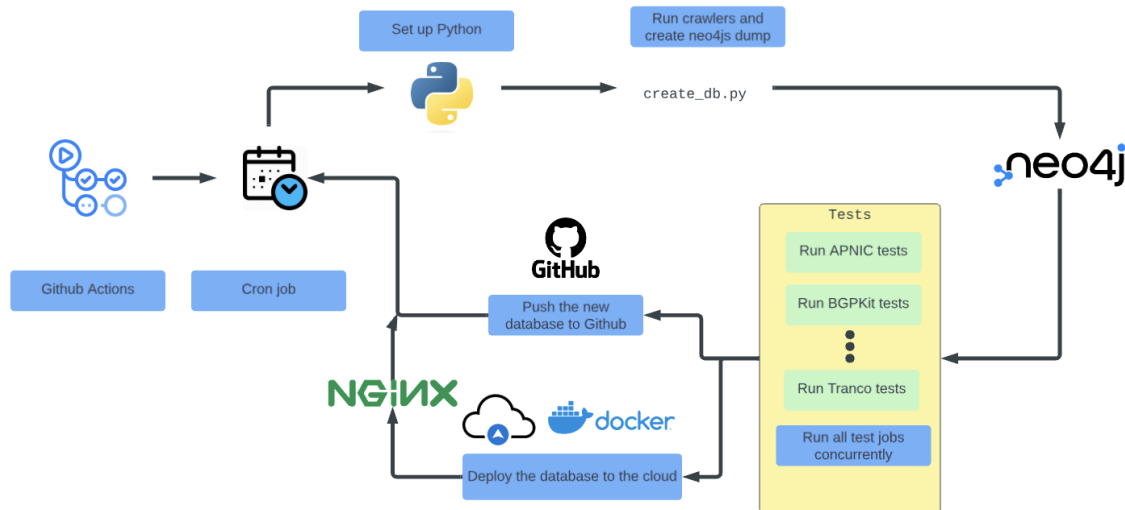 Set up Python
Run crawlers and
create neo4js dump
create_db.py
neo4j
Github Actions
Cron job
GitHub
Push the new
database to Github
NGINX
docker
Deploy the database to the cloud
Tests
Run APNIC tests
Run BGPKit tests
Run Tranco tests
Run all test jobs
concurrently